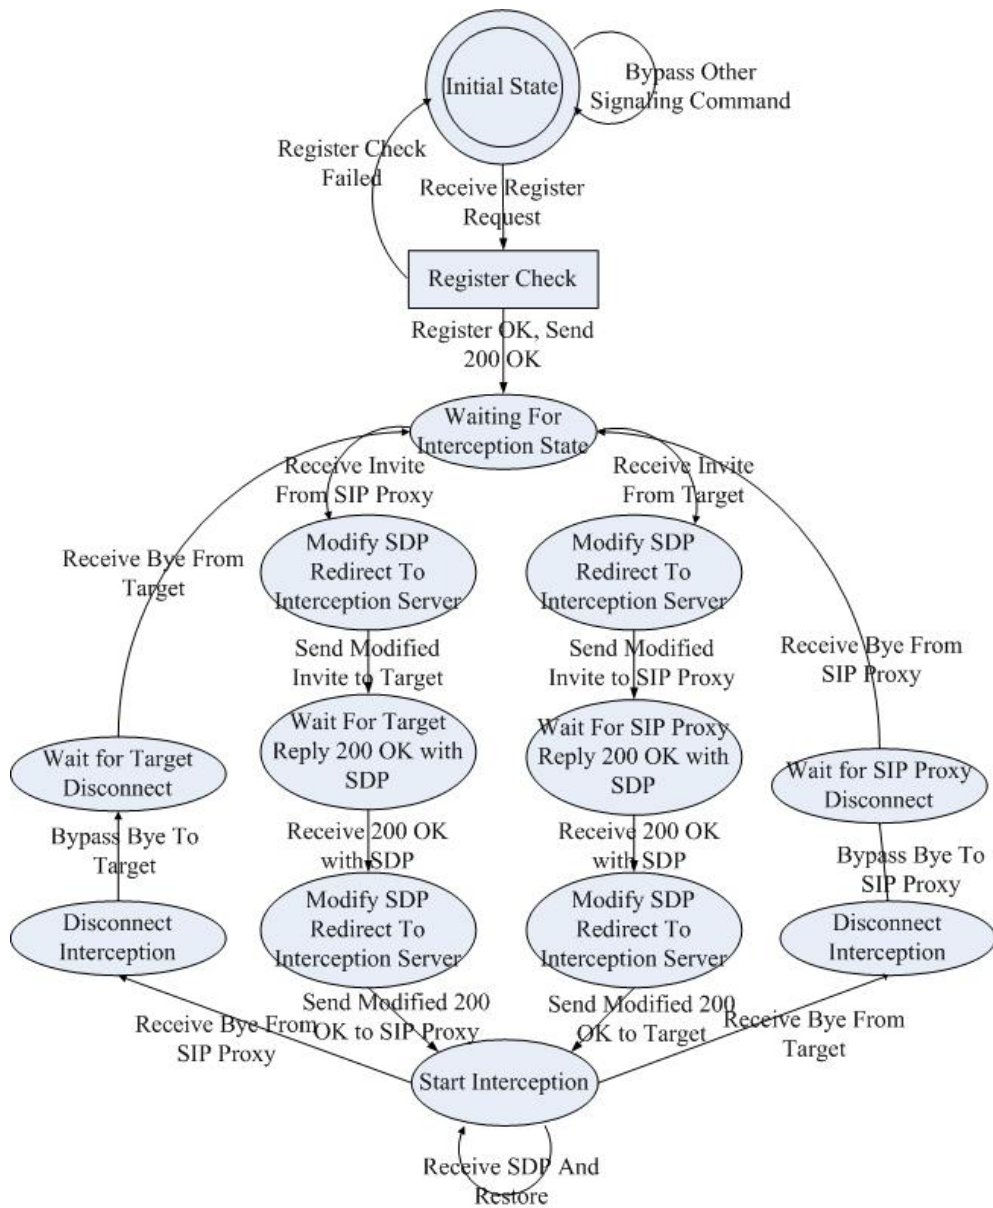 Initial State
Bypass Other
Signaling Command
Register Check
Failed
Receive Register
Request
Register Check
Register OK, Send
200 OK
Waiting For
Interception State
Receive Invite
From SIP Proxy
Receive Invite
From Target
Modify SDP
Redirect To
Interception Server
Modify SDP
Redirect To
Interception Server
Receive Bye From
Target
Send Modified
Invite to Target
Send Modified
Invite to SIP Proxy
Receive Bye From
SIP Proxy
Wait For Target
Reply 200 OK with
SDP
Wait For SIP Proxy
Reply 200 OK with
SDP
Wait for Target
Disconnect
Wait for SIP Proxy
Disconnect
Bypass Bye To
Target
Receive 200 OK
with SDP
Receive 200 OK
with SDP
Bypass Bye To
SIP Proxy
Disconnect
Interception
Modify SDP
Redirect To
Interception Server
Modify SDP
Redirect To
Interception Server
Disconnect
Interception
Receive Bye From
SIP Proxy
Send Modified 200
OK to SIP Proxy
Send Modified 200
OK to Target
Receive Bye From
Target
Start Interception
Receive SDP And
Restore